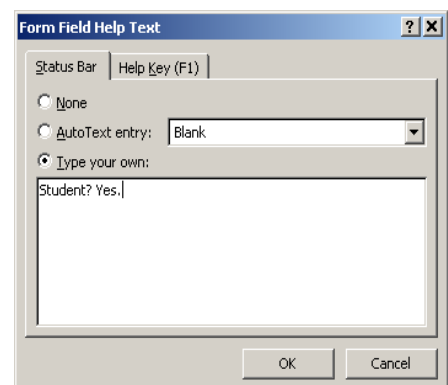 Form Field Help Text
Status Bar Help Key (F1)
None
AutoText entry: Blank
Type your own:
Student? Yes.
OK Cancel